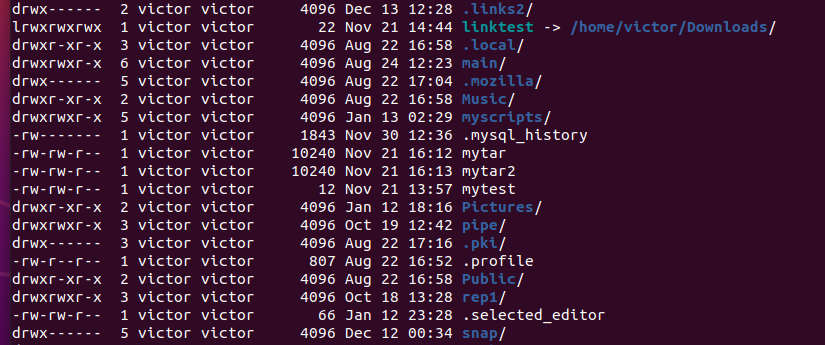 drwx------  2 victor victor     4096 Dec 13 12:28 .links2/
lrwxrwxrwx  1 victor victor       22 Nov 21 14:44 linktest -> /home/victor/Downloads/
drwxr-xr-x  3 victor victor     4096 Aug 22 16:58 .local/
drwxrwxr-x  6 victor victor     4096 Aug 24 12:23 main/
drwx------  5 victor victor     4096 Aug 22 17:04 .mozilla/
drwxr-xr-x  2 victor victor     4096 Aug 22 16:58 Music/
drwxrwxr-x  5 victor victor     4096 Jan 13 02:29 myscripts/
-rw-------  1 victor victor     1843 Nov 30 12:36 .mysql_history
-rw-rw-r--  1 victor victor    10240 Nov 21 16:12 mytar
-rw-rw-r--  1 victor victor    10240 Nov 21 16:13 mytar2
-rw-rw-r--  1 victor victor       12 Nov 21 13:57 mytest
drwxr-xr-x  2 victor victor     4096 Jan 12 18:16 Pictures/
drwxrwxr-x  3 victor victor     4096 Oct 19 12:42 pipe/
drwx------  3 victor victor     4096 Aug 22 17:16 .pki/
-rw-r--r--  1 victor victor      807 Aug 22 16:52 .profile
drwxr-xr-x  2 victor victor     4096 Aug 22 16:58 Public/
drwxrwxr-x  3 victor victor     4096 Oct 18 13:28 rep1/
-rw-rw-r--  1 victor victor       66 Jan 12 23:28 .selected_editor
drwx------  5 victor victor     4096 Dec 12 00:34 snap/